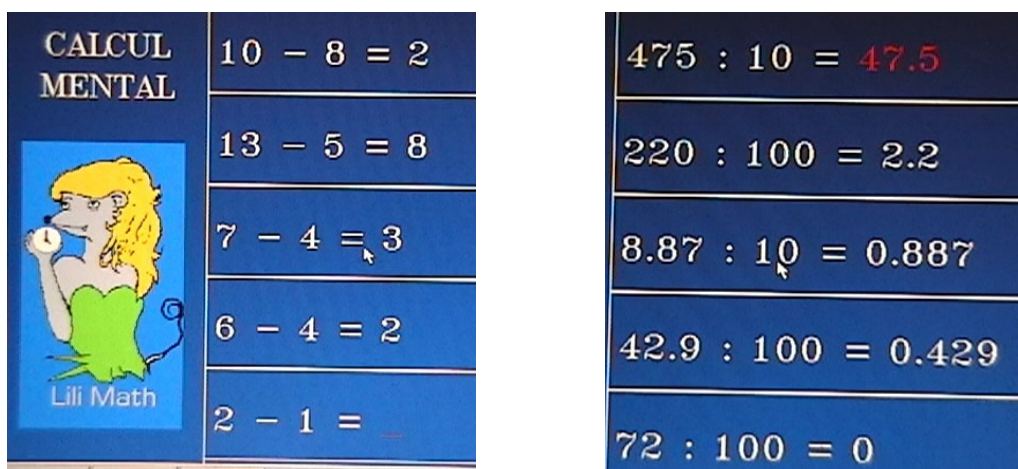 CALCUL
MENTAL
Lili Math
10 - 8 = 2
13 - 5 = 8
7 - 4 = 3
6 - 4 = 2
2 - 1 = _
475 : 10 = 47.5
220 : 100 = 2.2
8.87 : 10 = 0.887
42.9 : 100 = 0.429
72 : 100 = 0